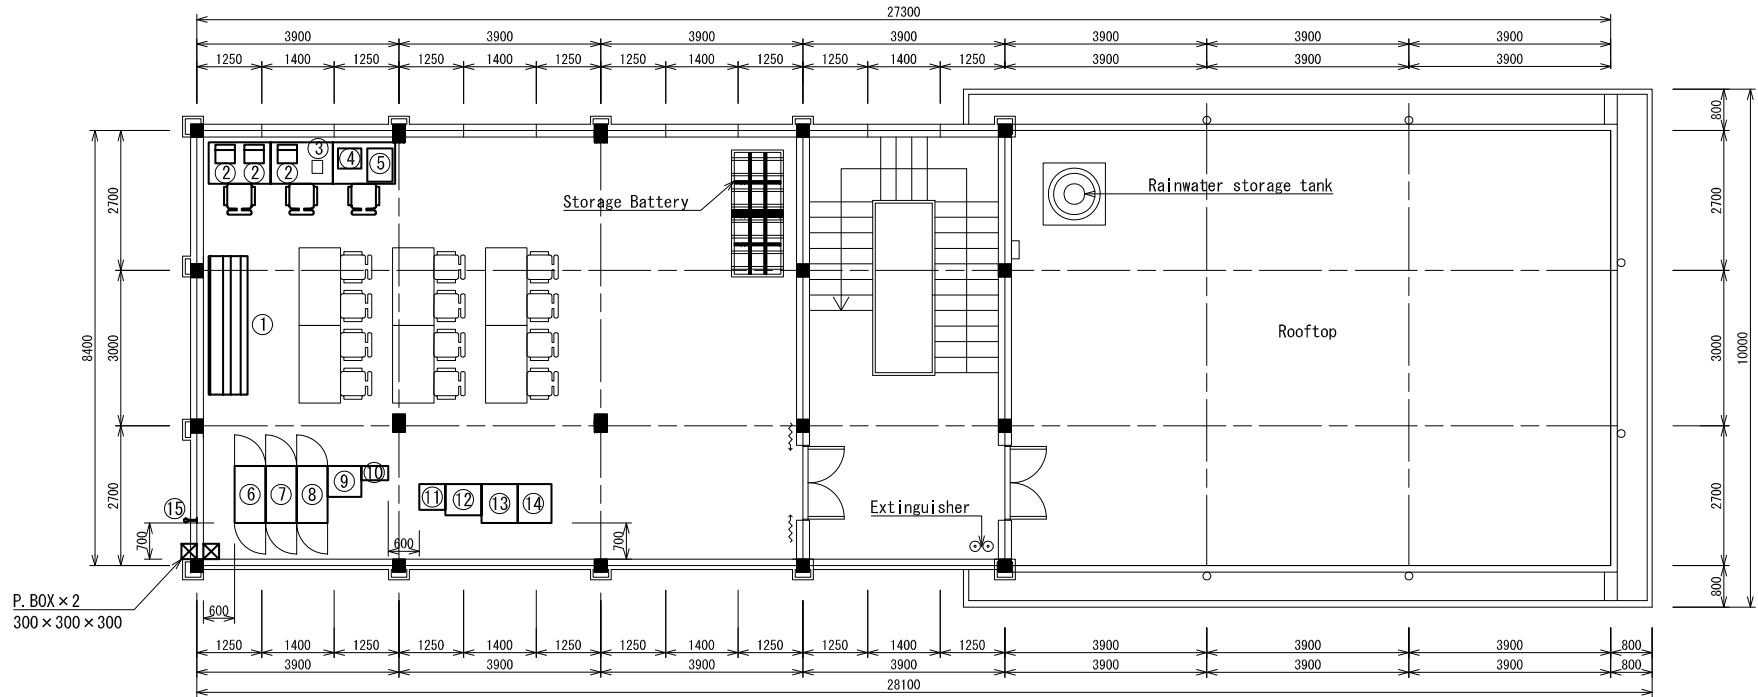 27300
3900 3900 3900 3900 3900 3900 3900
1250 1400 1250 1250 1400 1250 1250 1400 1250 1250 1400 1250 3900 3900 3900
800
2700
2700
③
④
⑤
② ② ②
Storage Battery
Rainwater storage tank
8400
3000
①
Rooftop
3000
10000
⑥ ⑦ ⑧ ⑨ ⑩
⑪ ⑫ ⑬ ⑭
⑮
2700
2700
Extinguisher
700
600
700
P.BOX×2
300×300×300
600
800
1250 1400 1250 1250 1400 1250 1250 1400 1250 1250 1400 1250 3900 3900 3900 800
3900 3900 3900 3900 3900 3900 3900 800
28100